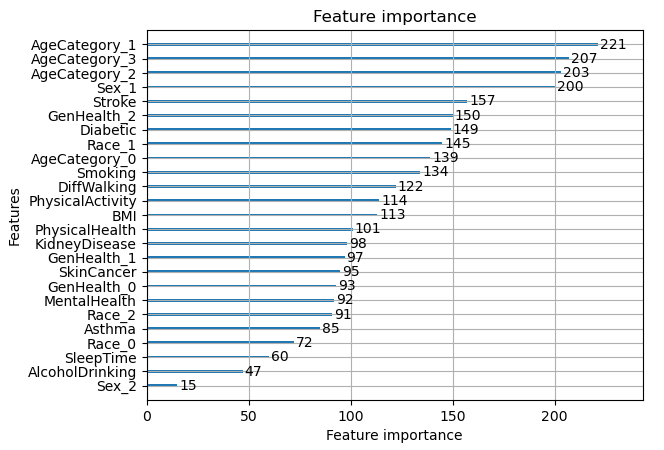 Feature importance
AgeCategory_1 221
AgeCategory_3 207
AgeCategory_2 203
Sex_1 200
Stroke 157
GenHealth_2 150
Diabetic 149
Race_1 145
AgeCategory_0 139
Smoking 134
DiffWalking 122
PhysicalActivity 114
BMI 113
PhysicalHealth 101
KidneyDisease 98
GenHealth_1 97
SkinCancer 95
GenHealth_0 93
MentalHealth 92
Race_2 91
Asthma 85
Race_0 72
SleepTime 60
AlcoholDrinking 47
Sex_2 15
Features
0 50 100 150 200
Feature importance